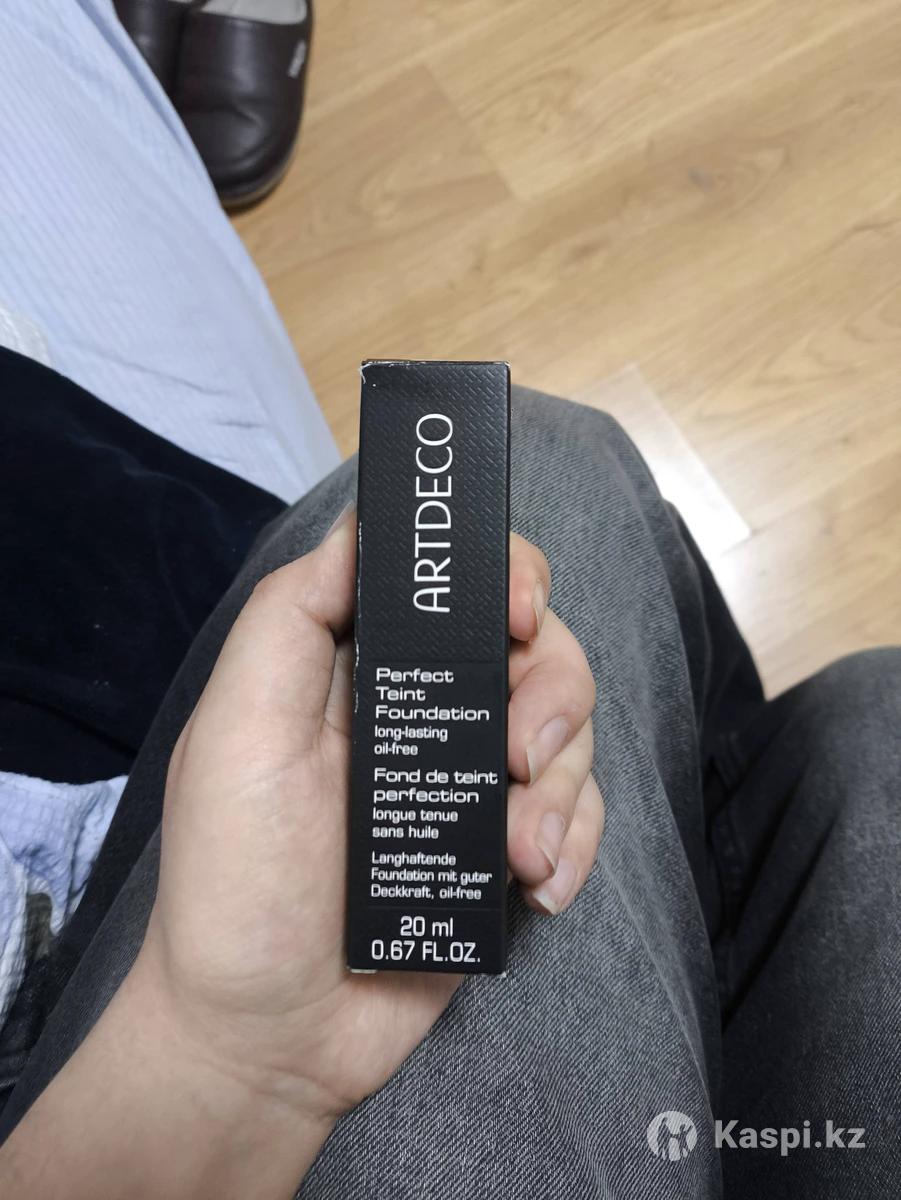 ARTDECO
Perfect
Teint
Foundation
long-lasting
oil-free
Fond de teint
perfection
longue tenue
sans huile
Langhaftende
Foundation mit guter
Deckkraft, oil-free
20 ml
0.67 FL.OZ.
Kaspi.kz